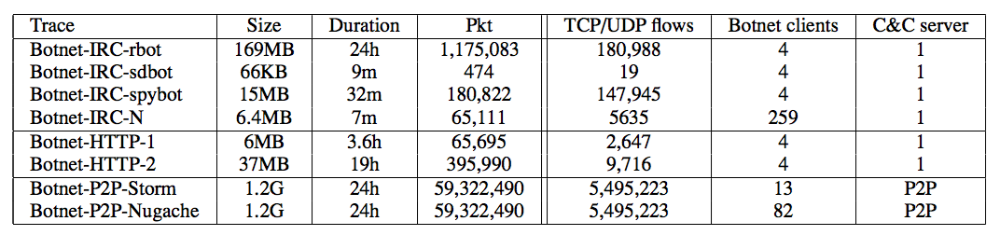 Trace Size Duration Pkt TCP/UDP flows Botnet clients C&C server
Botnet-IRC-rbot 169MB 24h 1,175,083 180,988 4 1
Botnet-IRC-sdbot 66KB 9m 474 19 4 1
Botnet-IRC-spybot 15MB 32m 180,822 147,945 4 1
Botnet-IRC-N 6.4MB 7m 65,111 5635 259 1
Botnet-HTTP-1 6MB 3.6h 65,695 2,647 4 1
Botnet-HTTP-2 37MB 19h 395,990 9,716 4 1
Botnet-P2P-Storm 1.2G 24h 59,322,490 5,495,223 13 P2P
Botnet-P2P-Nugache 1.2G 24h 59,322,490 5,495,223 82 P2P